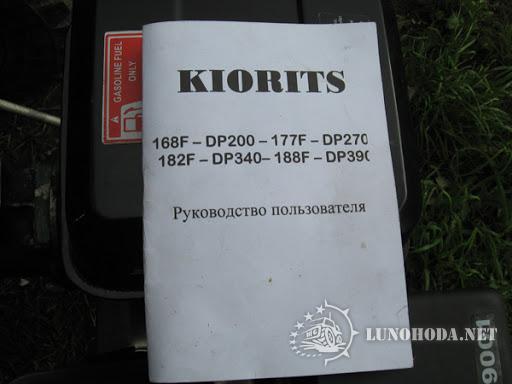 GASOLINE FUEL
ONLY
KIORITS
168F – DP200 – 177F – DP270
182F – DP340– 188F – DP390
Руководство пользователя
LUNOHODA.NET